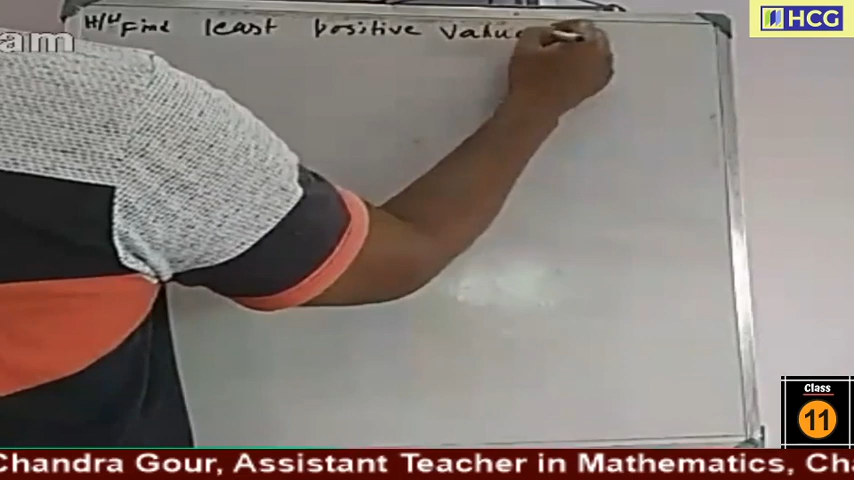 H/W Find least positive value
am
HCG
Class
11
Chandra Gour, Assistant Teacher in Mathematics, Cha